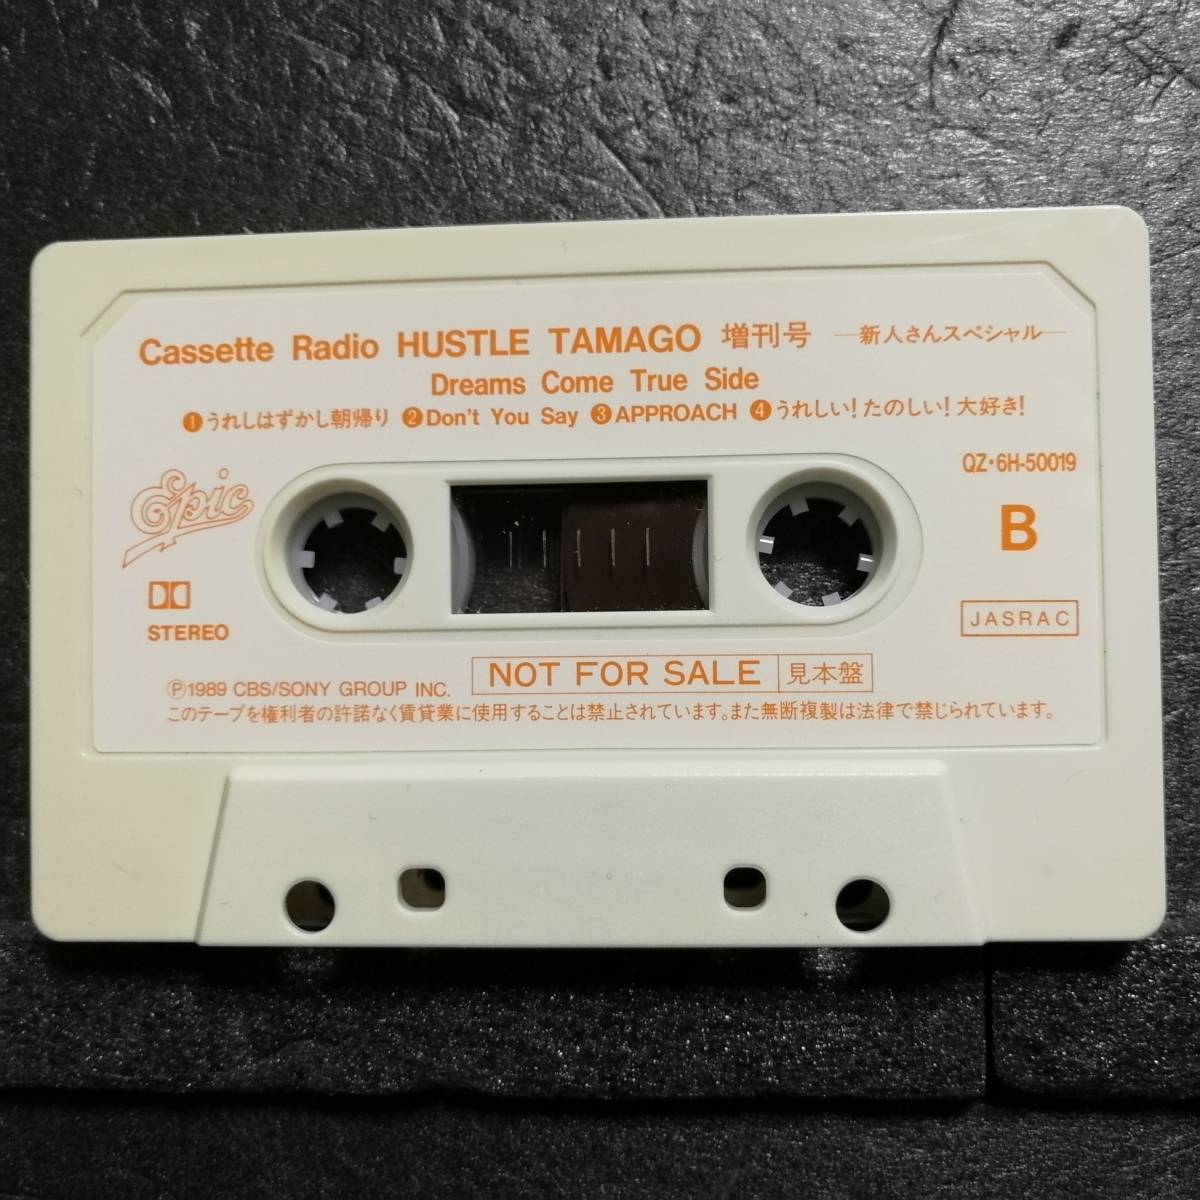 Cassette Radio HUSTLE TAMAGO 増刊号 ―新人さんスペシャル―
Dreams Come True Side
❶うれしはずかし朝帰り ❷Don't You Say ❸APPROACH ❹うれしい!たのしい!大好き!
QZ・6H-50019
Epic
B
STEREO
JASRAC
NOT FOR SALE 見本盤
Ⓟ1989 CBS/SONY GROUP INC.
このテープを権利者の許諾なく賃貸業に使用することは禁止されています。また無断複製は法律で禁じられています。